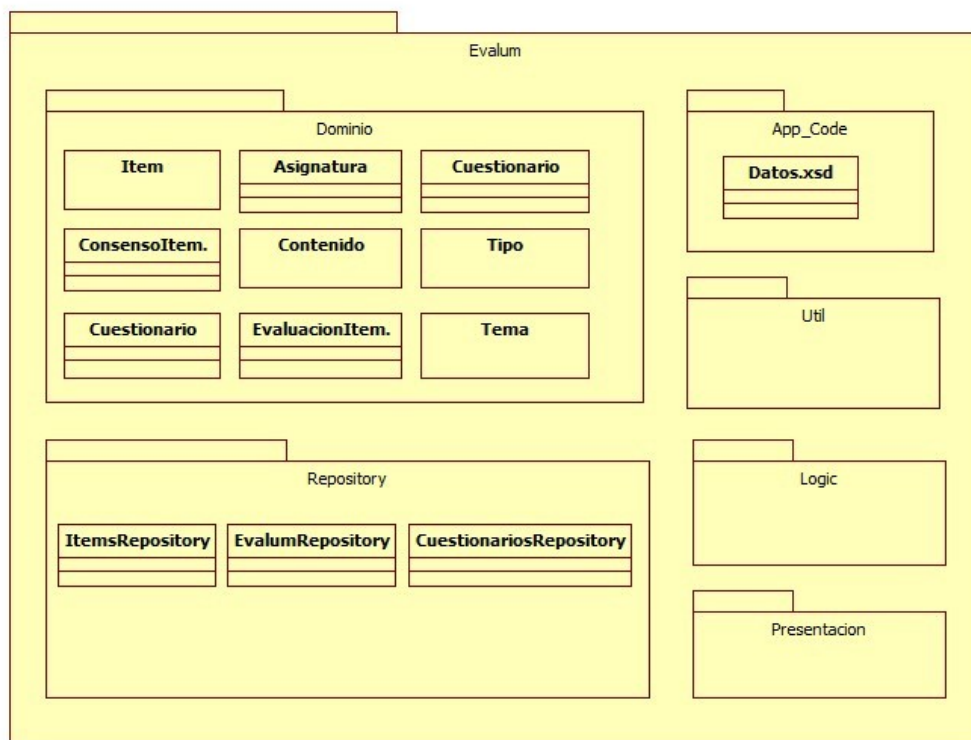 Evalum
Dominio
Item
Asignatura
Cuestionario
ConsensoItem.
Contenido
Tipo
Cuestionario
EvaluacionItem.
Tema
App_Code
Datos.xsd
Util
Repository
ItemsRepository
EvalumRepository
CuestionariosRepository
Logic
Presentacion